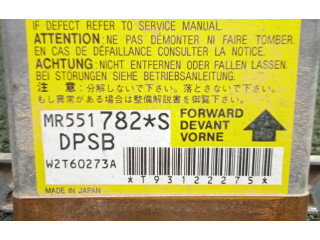 IF DEFECT REFER TO SERVICE MANUAL.
ATTENTION: NE PAS DÉMONTER NI FAIRE TOMBER.
EN CAS DE DÉFAILLANCE CONSULTER LA NOTICE.
ACHTUNG: NICHT ENTFERNEN ODER FALLEN LASSEN.
IM FEHLERFALL SIEHE BETRIEBSANLEITUNG.
注意:分解しないで下さい。落とさないで下さい。
もし異常がある場合は整備解説書を御覧下さい。
MR551782*S
FORWARD
DEVANT
VORNE
DPSB
W2T60273A
*T93122275*
MADE IN JAPAN